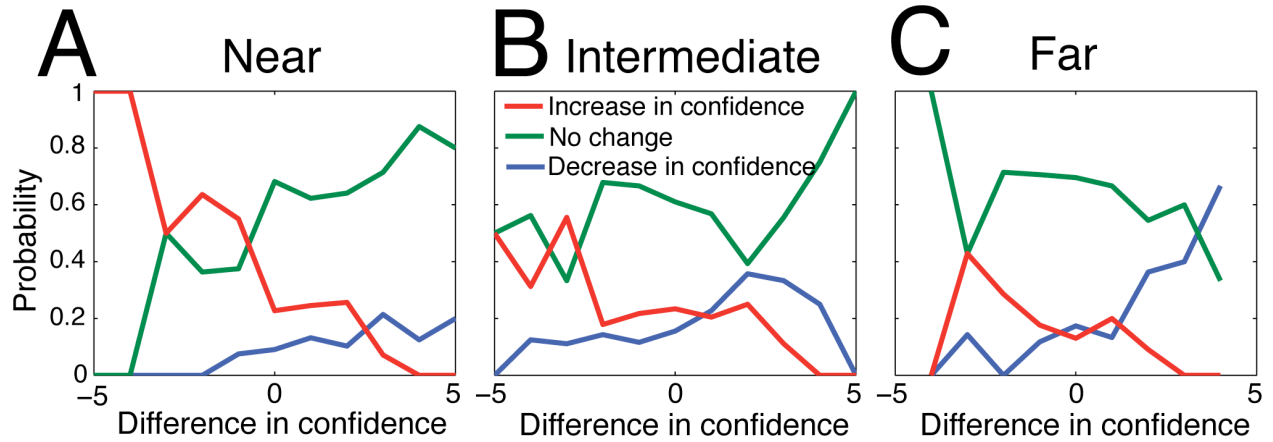 A Near
B Intermediate
C Far
1
0.8
0.6
0.4
0.2
0
Probability
Increase in confidence
No change
Decrease in confidence
−5 0 5
−5 0 5
−5 0 5
Difference in confidence
Difference in confidence
Difference in confidence